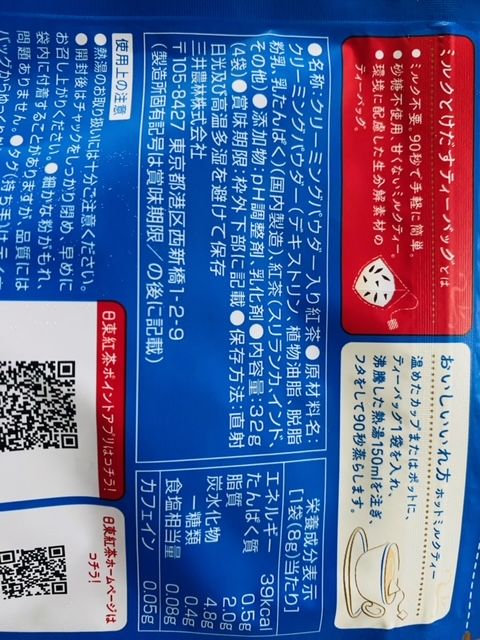 ミルクとけだすティーバッグとは
●ミルク不要。90秒で手軽に簡単。
●砂糖不使用 甘くないミルクティー。
●環境に配慮した生分解素材の
ティーバッグ。
おいしいいれ方 ホットミルクティー
温めたカップまたはポットに、
ティーバッグ1袋を入れ、
沸騰した熱湯150mlを注ぎ、
フタをして90秒蒸らします。
●名称:クリーミングパウダー入り紅茶●原材料名:
クリーミングパウダー(デキストリン、植物油脂、脱脂
粉乳、乳たんぱく)(国内製造)、紅茶(スリランカ、インド、
その他)●添加物:pH調整剤、乳化剤●内容量:32g
(4袋)●賞味期限:枠外下部に記載●保存方法:直射
日光及び高温多湿を避けて保存
三井農林株式会社
〒105-8427 東京都港区西新橋1-2-9
(製造所固有記号は賞味期限/の後に記載)
栄養成分表示
[1袋(8g)当たり]
エネルギー 39kcal
たんぱく質 0.5g
脂質 2.0g
炭水化物 4.8g
－糖類 0.4g
食塩相当量 0.08g
カフェイン 0.05g
使用上の注意
●熱湯のお取り扱いには十分ご注意ください。
●開封後はチャックをしっかり閉め、早めに
お召し上がりください。●細かな粉がもれ、
袋内に付着することがありますが、品質には
問題ありません。●タグ(持ち手)は
日東紅茶ポイントアプリはコチラ!
日東紅茶ホームページは
コチラ!